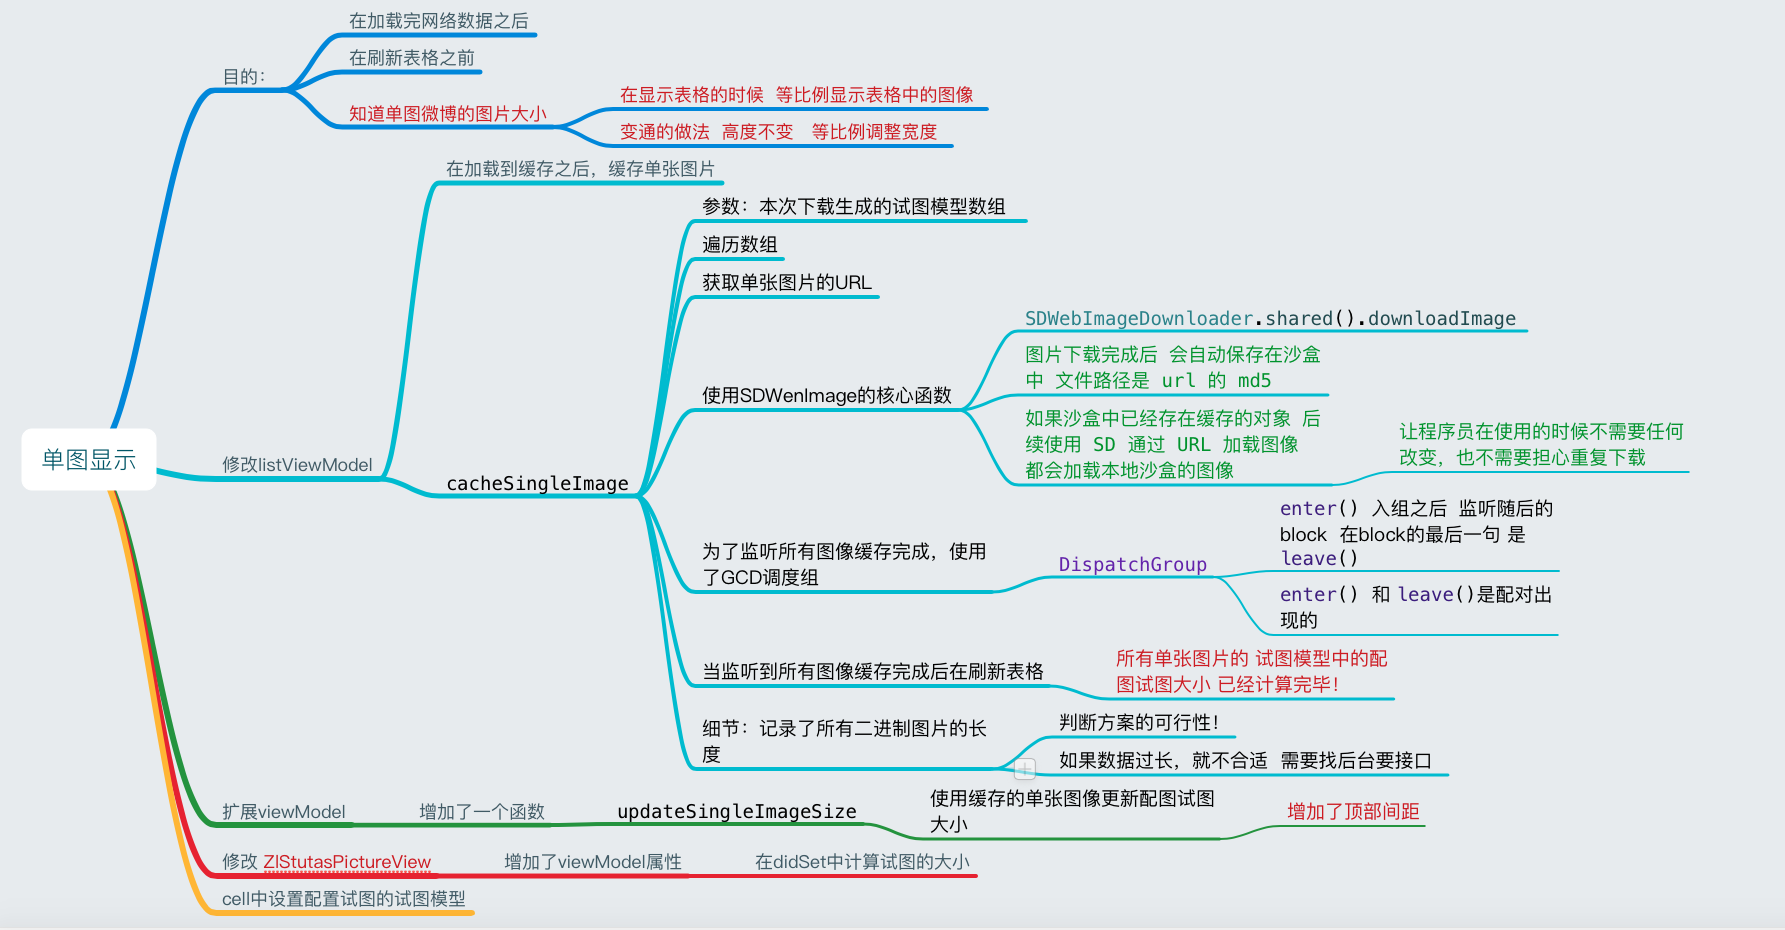 单图显示
目的：
在加载完网络数据之后
在刷新表格之前
知道单图微博的图片大小
在显示表格的时候 等比例显示表格中的图像
变通的做法 高度不变 等比例调整宽度
修改listViewModel
在加载到缓存之后，缓存单张图片
cacheSingleImage
参数：本次下载生成的试图模型数组
遍历数组
获取单张图片的URL
使用SDWenImage的核心函数
SDWebImageDownloader.shared().downloadImage
图片下载完成后 会自动保存在沙盒
中 文件路径是 url 的 md5
如果沙盒中已经存在缓存的对象 后
续使用 SD 通过 URL 加载图像
都会加载本地沙盒的图像
让程序员在使用的时候不需要任何
改变，也不需要担心重复下载
为了监听所有图像缓存完成，使用
了GCD调度组
DispatchGroup
enter() 入组之后 监听随后的
block 在block的最后一句 是
leave()
enter() 和 leave()是配对出
现的
当监听到所有图像缓存完成后在刷新表格
所有单张图片的 试图模型中的配
图试图大小 已经计算完毕！
细节：记录了所有二进制图片的长
度
判断方案的可行性！
如果数据过长，就不合适 需要找后台要接口
扩展viewModel
增加了一个函数
updateSingleImageSize
使用缓存的单张图像更新配图试图
大小
增加了顶部间距
修改 ZlStutasPictureView
增加了viewModel属性
在didSet中计算试图的大小
cell中设置配置试图的试图模型